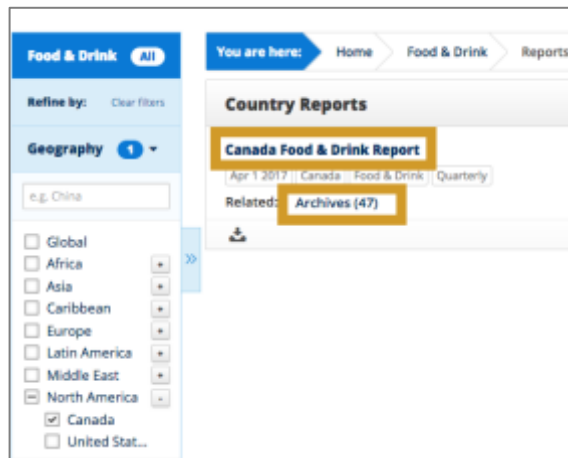 Food & Drink All
Refine by: Clear filters
Geography 1
e.g. China
Global
Africa +
Asia +
Caribbean +
Europe +
Latin America +
Middle East +
North America -
Canada
United Stat...
»
You are here: Home Food & Drink Reports
Country Reports
Canada Food & Drink Report
Apr 1 2017 Canada Food & Drink Quarterly
Related: Archives (47)